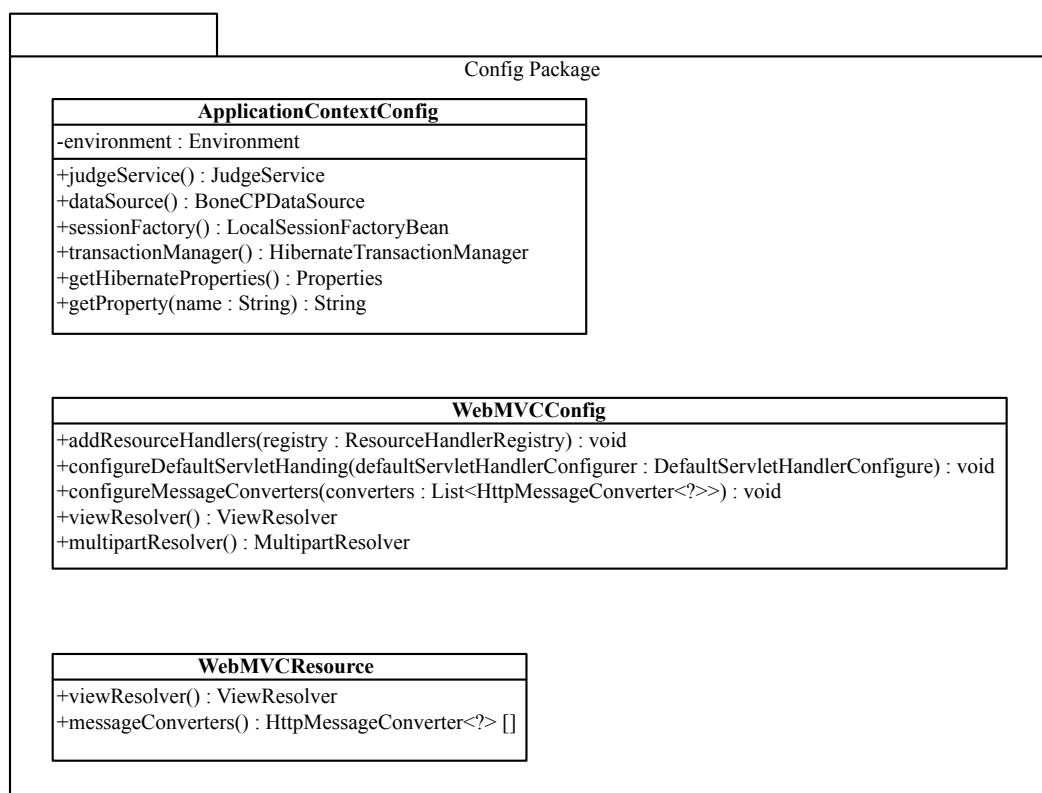 Config Package
ApplicationContextConfig
-environment : Environment
+judgeService() : JudgeService
+dataSource() : BoneCPDataSource
+sessionFactory() : LocalSessionFactoryBean
+transactionManager() : HibernateTransactionManager
+getHibernateProperties() : Properties
+getProperty(name : String) : String
WebMVCConfig
+addResourceHandlers(registry : ResourceHandlerRegistry) : void
+configureDefaultServletHanding(defaultServletHandlerConfigurer : DefaultServletHandlerConfigure) : void
+configureMessageConverters(converters : List<HttpMessageConverter<?>>) : void
+viewResolver() : ViewResolver
+multipartResolver() : MultipartResolver
WebMVCResource
+viewResolver() : ViewResolver
+messageConverters() : HttpMessageConverter<?> []